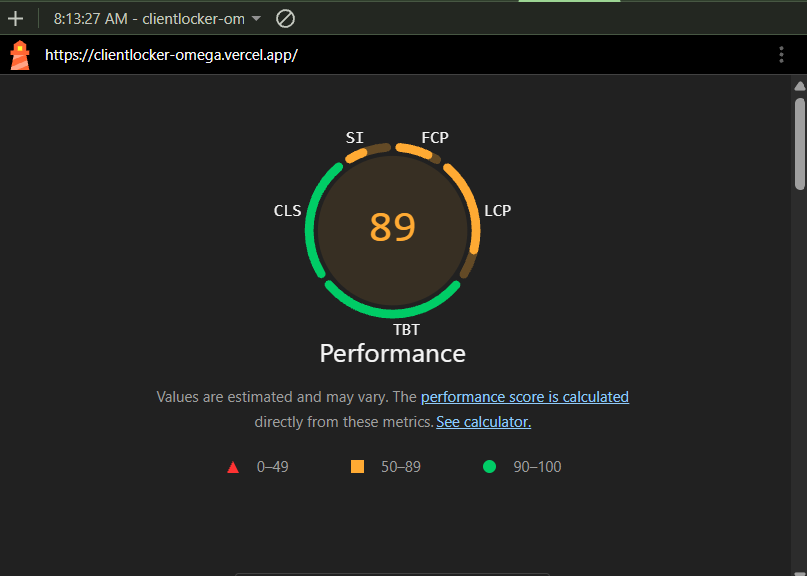 8:13:27 AM - clientlocker-om
https://clientlocker-omega.vercel.app/
SI
FCP
CLS
LCP
89
TBT
Performance
Values are estimated and may vary. The performance score is calculated
directly from these metrics. See calculator.
0–49
50–89
90–100